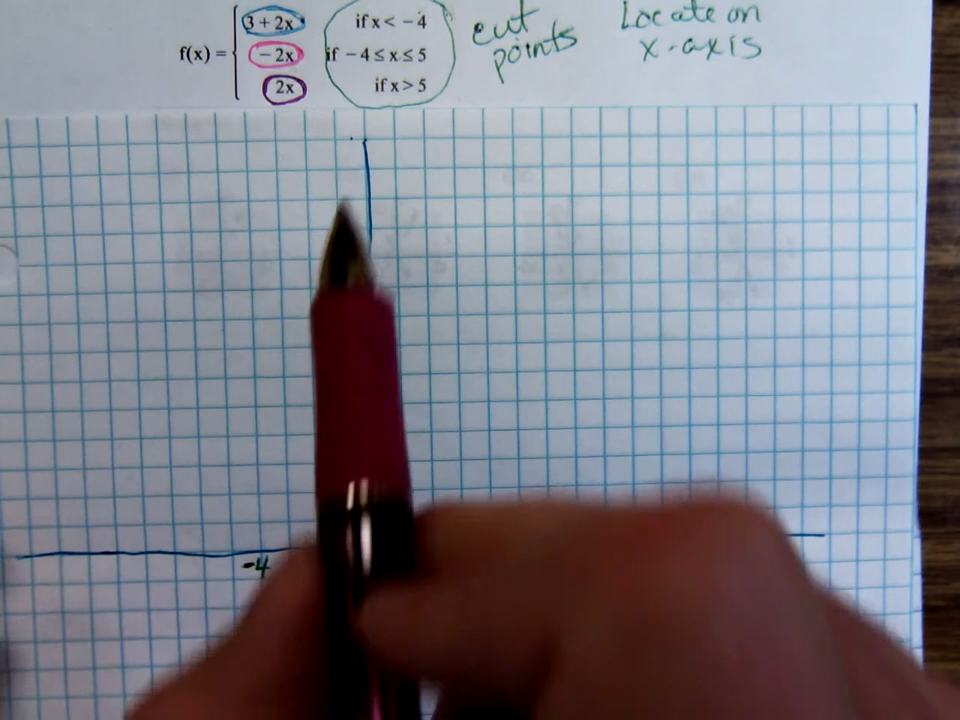 3 + 2x if x < - 4
f(x) = - 2x if - 4 ≤ x ≤ 5
2x if x > 5
cut points
Locate on
x-axis
-4